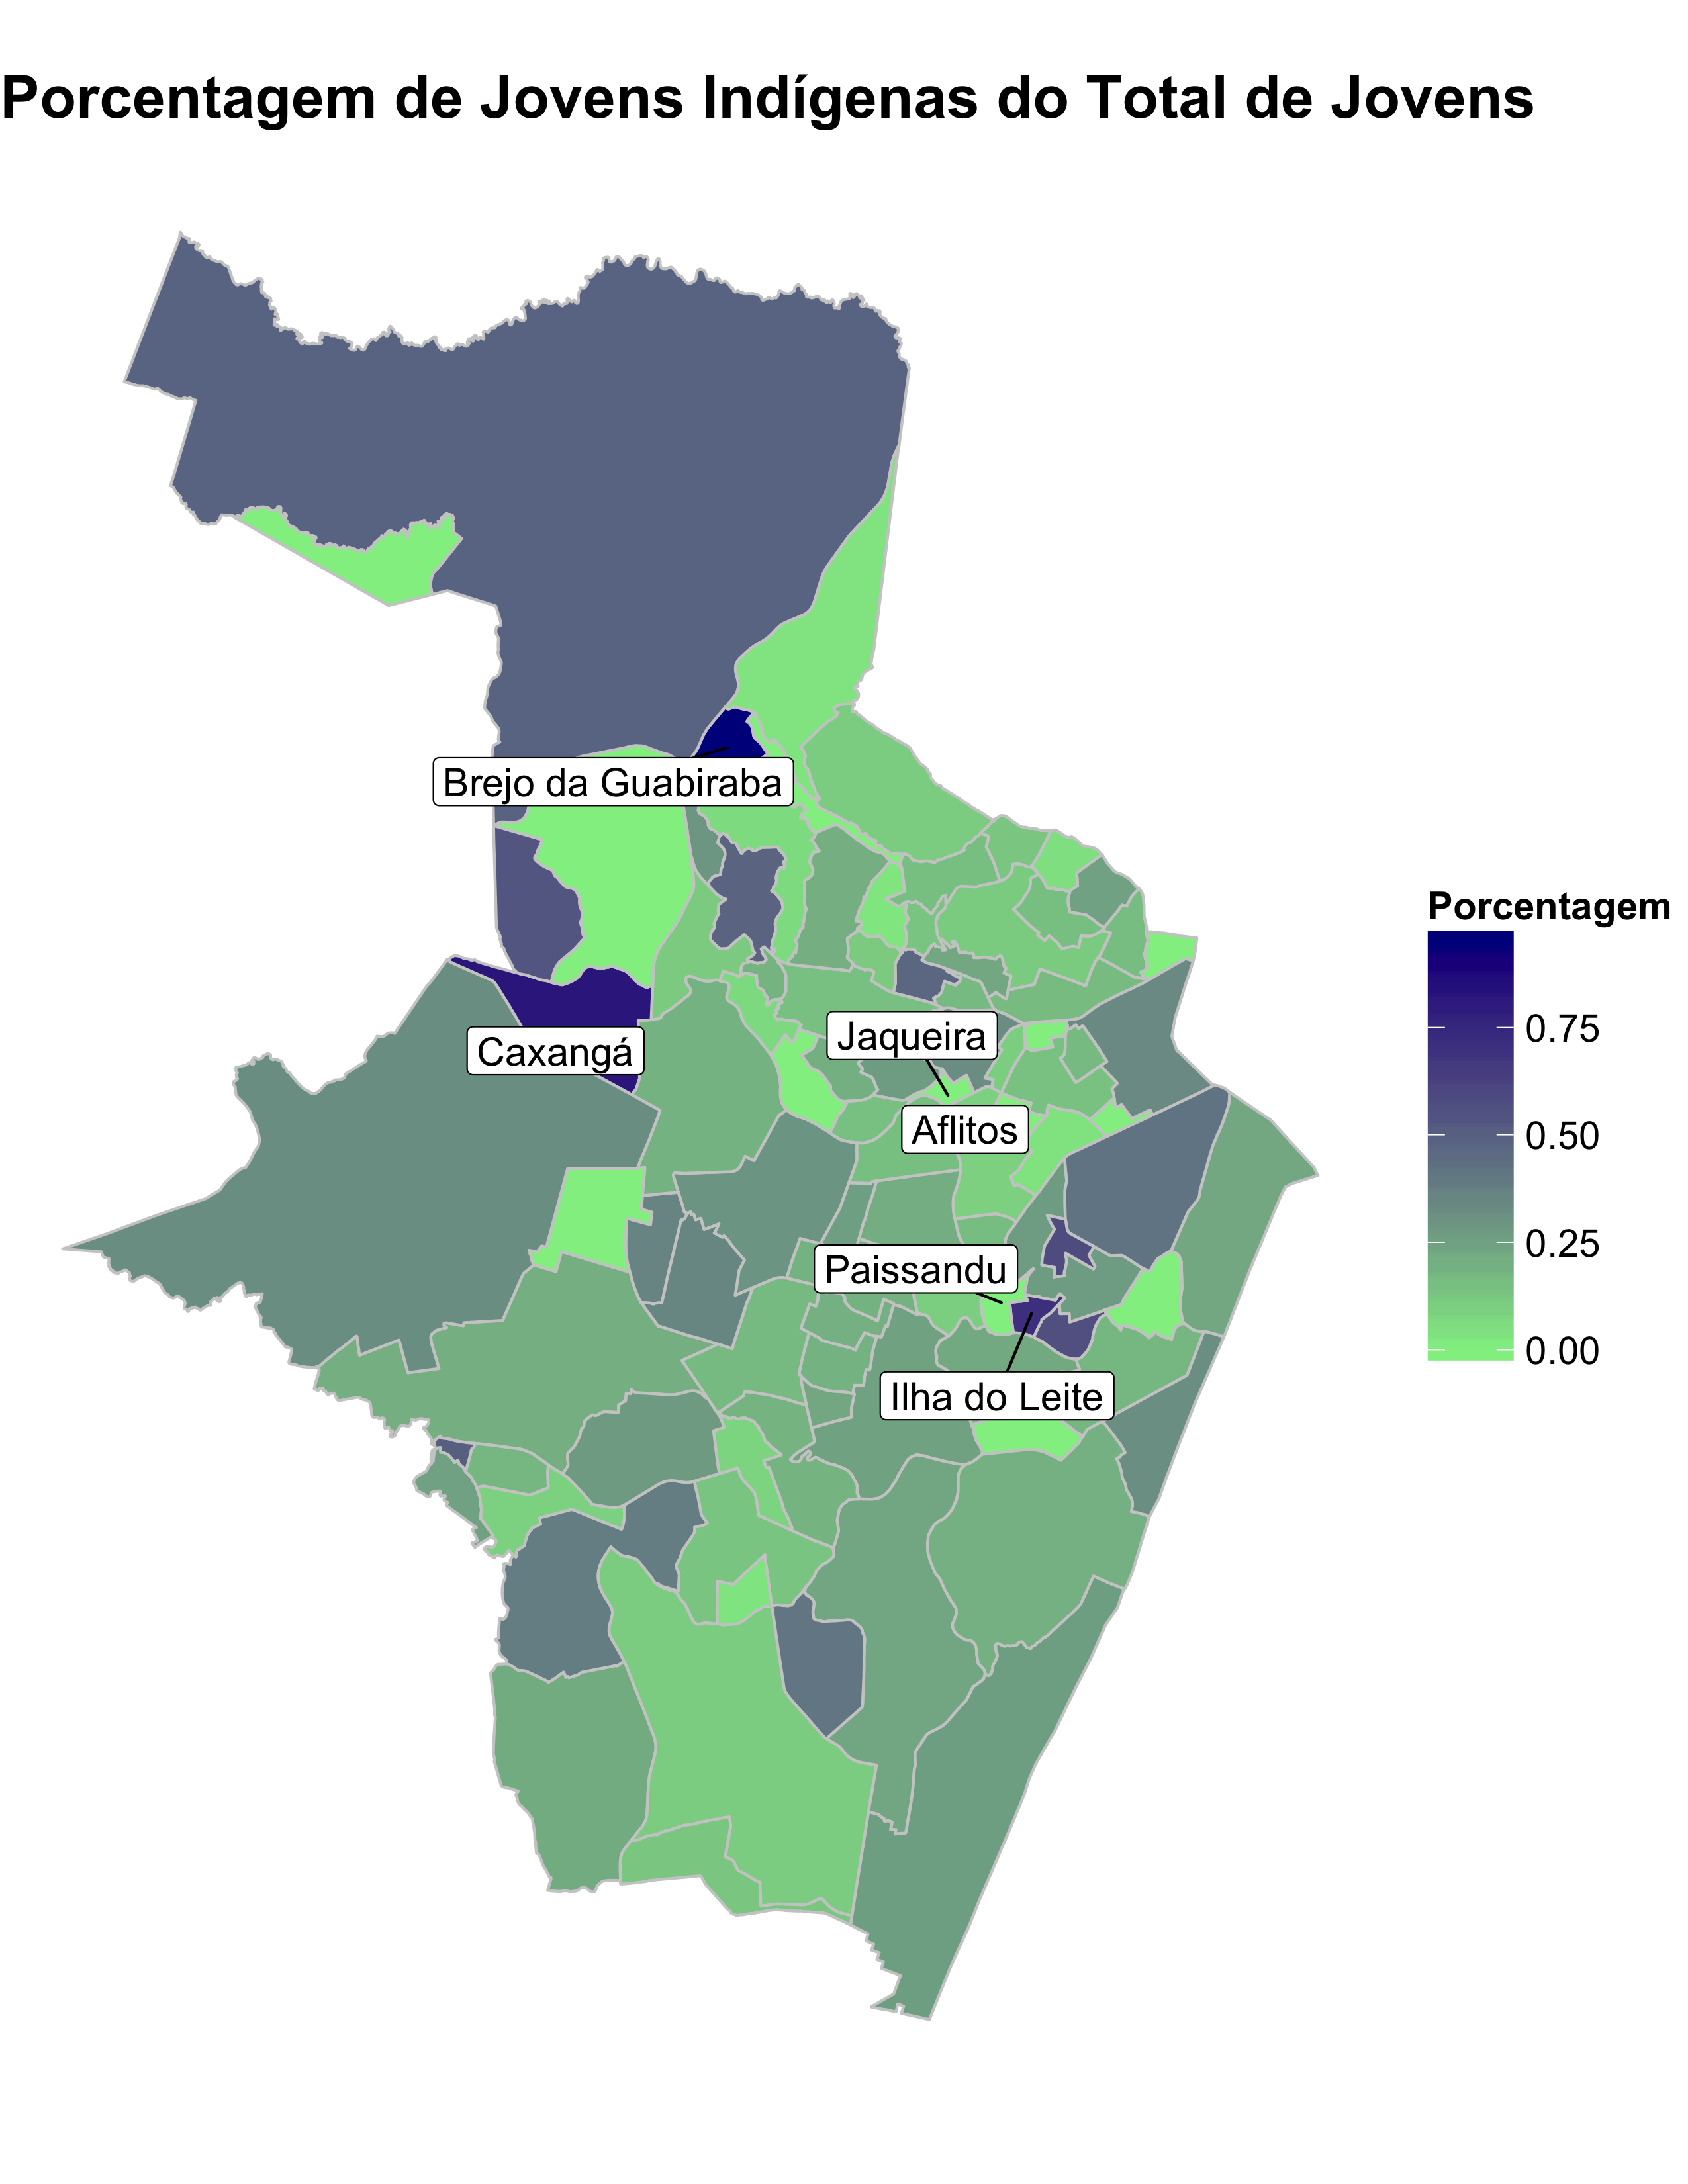 Porcentagem de Jovens Indígenas do Total de Jovens
Brejo da Guabiraba
Porcentagem
0.75
Jaqueira
Caxangá
Aflitos
0.50
0.25
Paissandu
0.00
Ilha do Leite